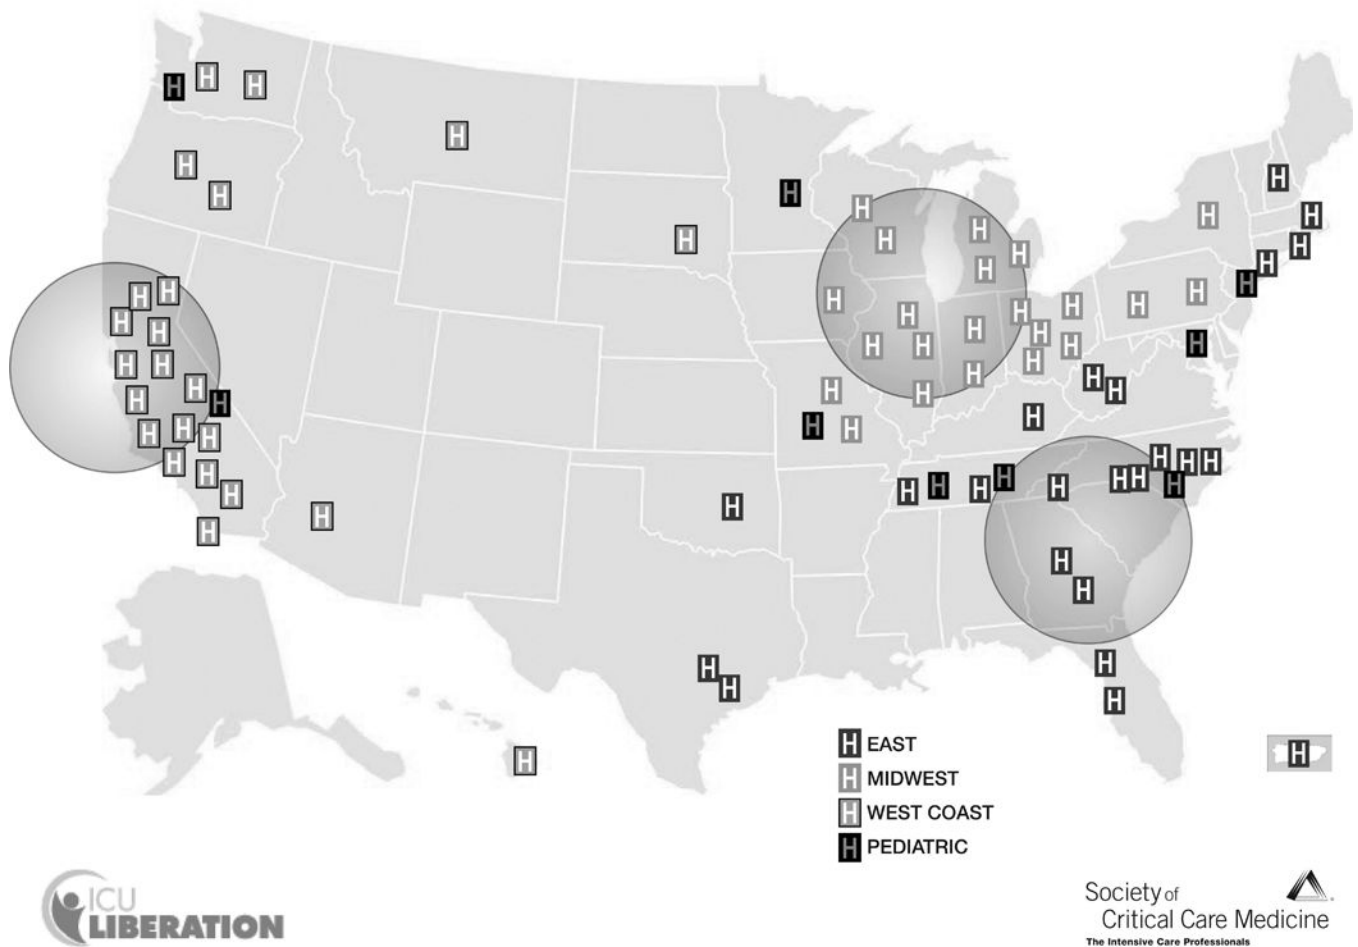 H EAST
H MIDWEST
H WEST COAST
H PEDIATRIC
ICU
LIBERATION
Society of
Critical Care Medicine
The Intensive Care Professionals